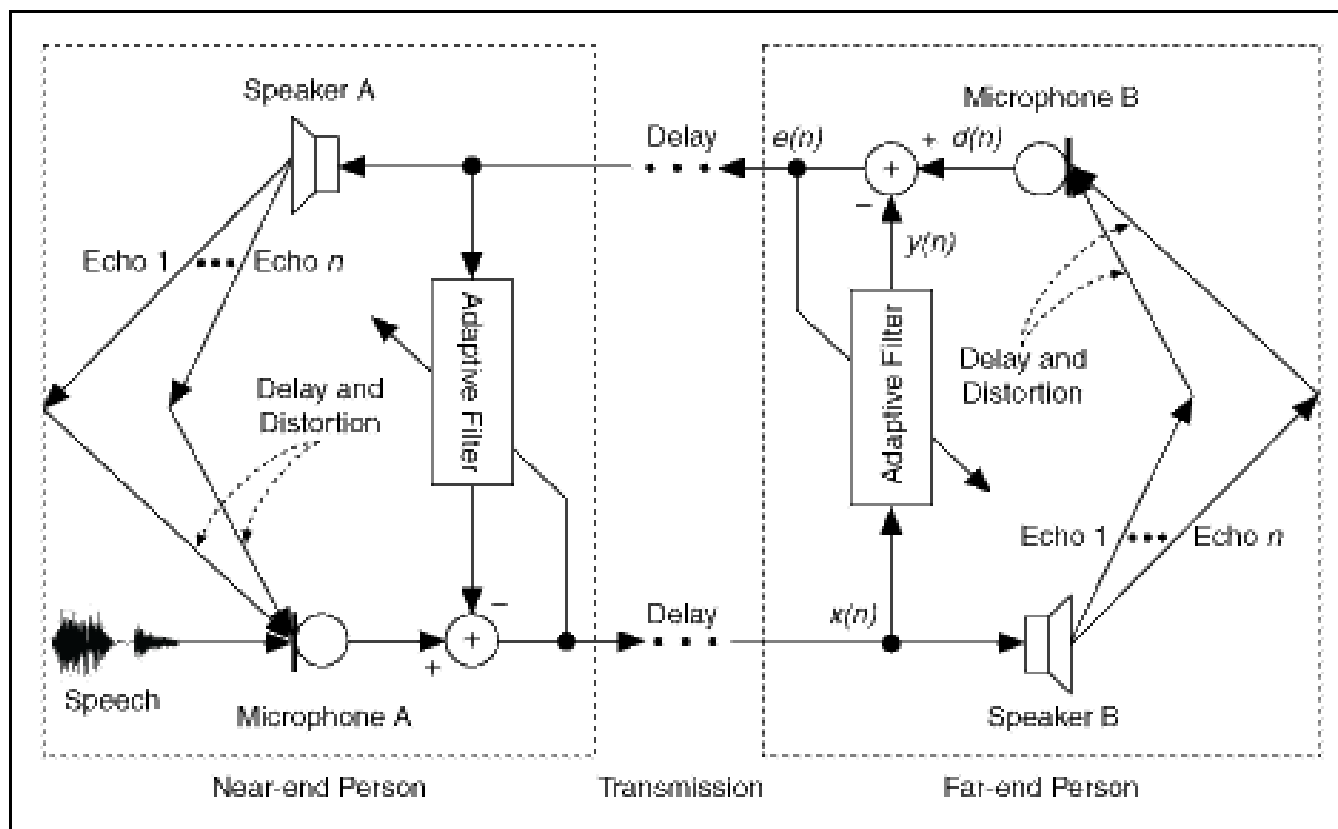 Speaker A
Microphone B
Delay
e(n)
+
d(n)
+
−
y(n)
Echo 1
Echo n
Adaptive Filter
Adaptive Filter
Delay and
Distortion
Delay and
Distortion
Echo 1
Echo n
−
Delay
x(n)
+
+
Speech
Microphone A
Speaker B
Near-end Person
Transmission
Far-end Person